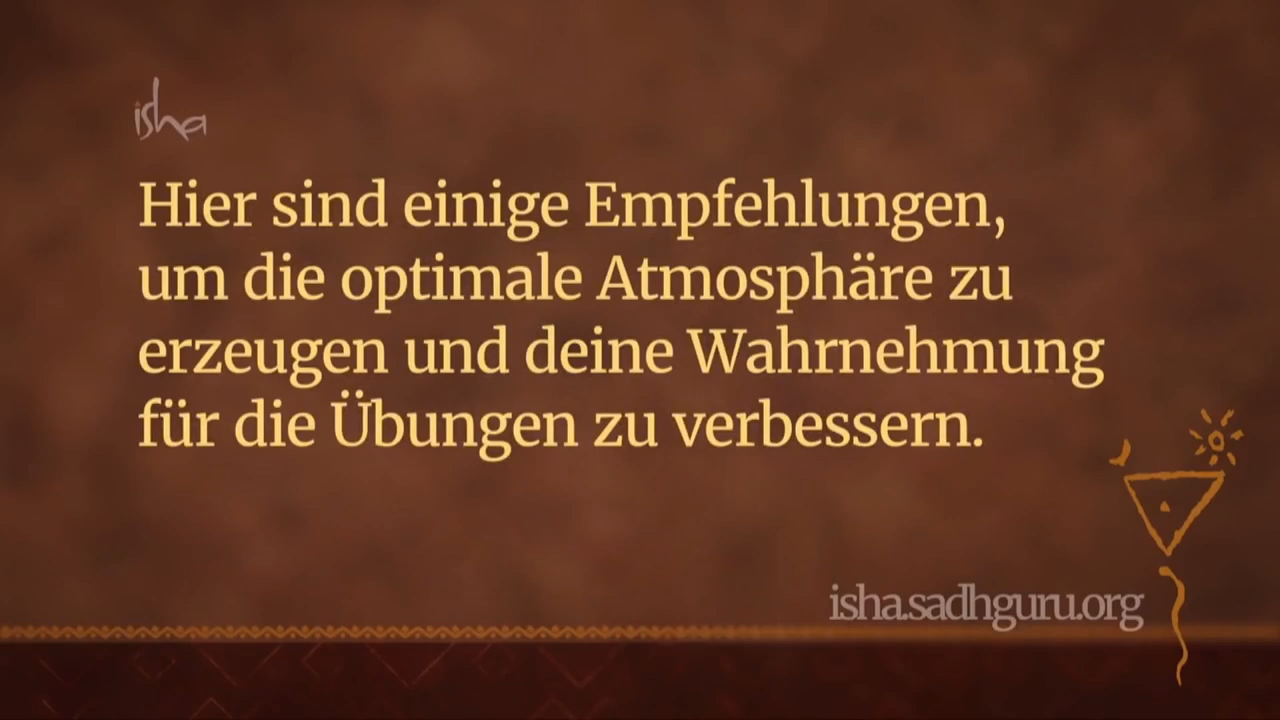 isha
Hier sind einige Empfehlungen,
um die optimale Atmosphäre zu
erzeugen und deine Wahrnehmung
für die Übungen zu verbessern.
isha.sadhguru.org